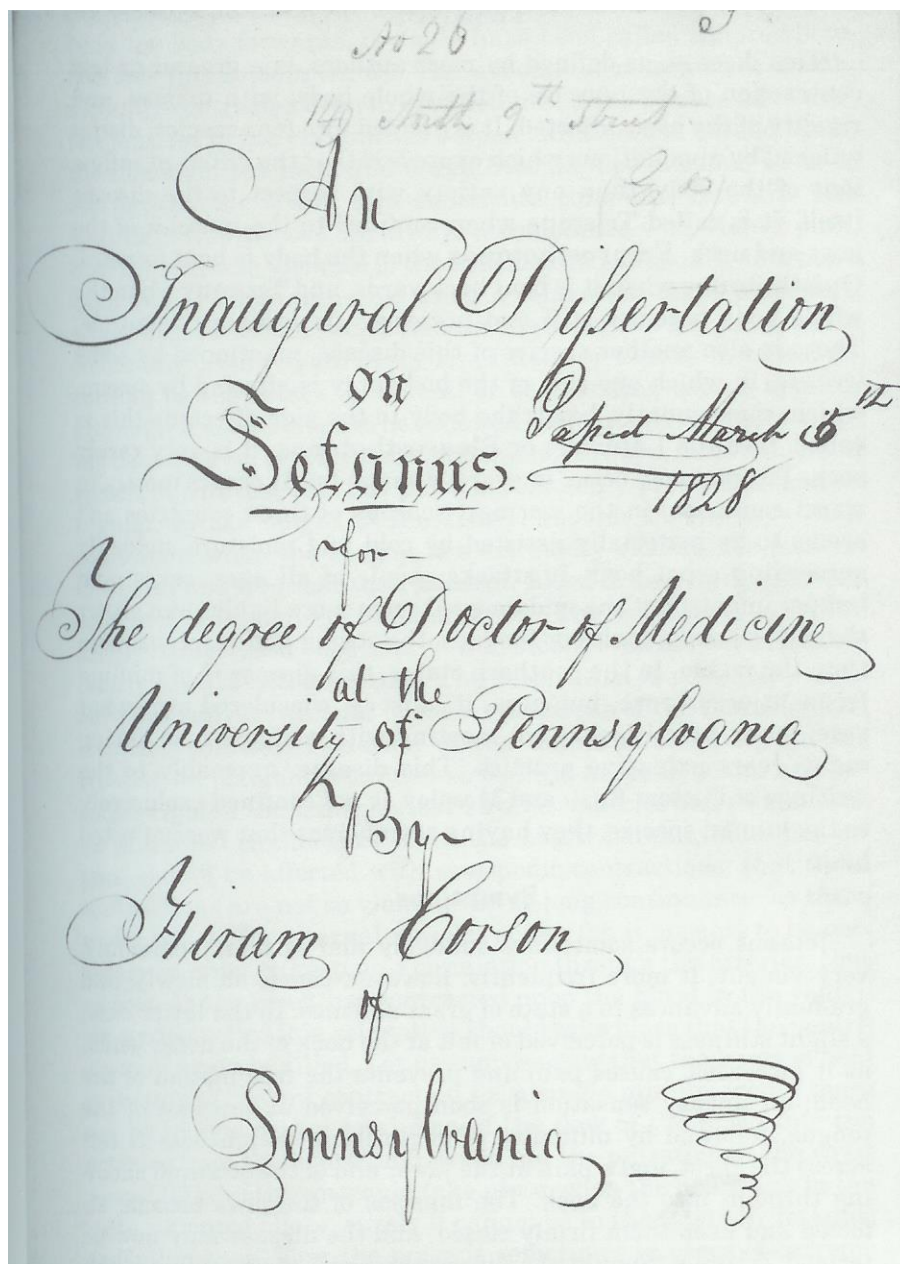 No 26
140 North 9th Street
An
Inaugural Dissertation
on
Tetanus.
Passed March 5th
1828
for
The degree of Doctor of Medicine
at the
University of Pennsylvania
By
Hiram Corson
of
Pennsylvania